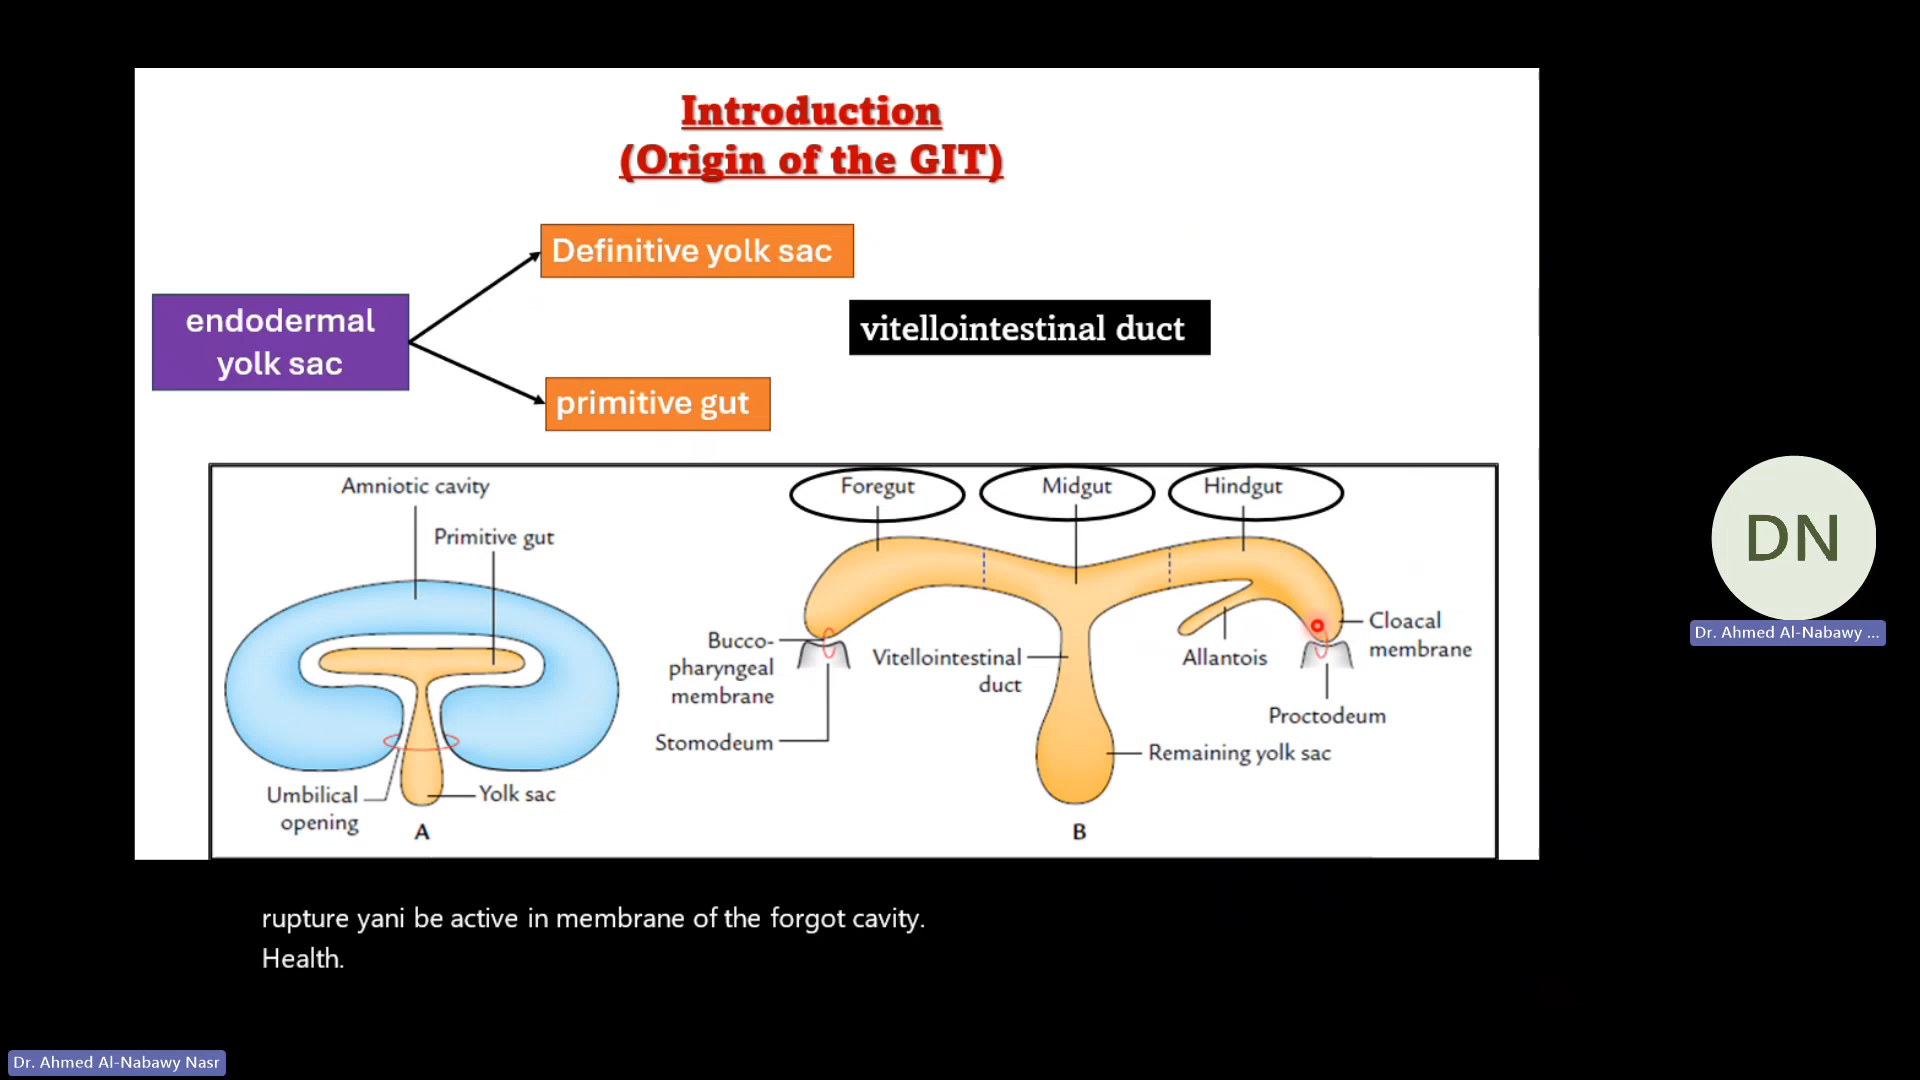 Introduction
(Origin of the GIT)
Definitive yolk sac
endodermal
yolk sac
vitellointestinal duct
primitive gut
Amniotic cavity
Primitive gut
Umbilical
opening
Yolk sac
A
Foregut
Midgut
Hindgut
Bucco-
pharyngeal
membrane
Stomodeum
Vitellointestinal
duct
Allantois
Cloacal
membrane
Proctodeum
Remaining yolk sac
B
DN
Dr. Ahmed Al-Nabawy ...
rupture yani be active in membrane of the forgot cavity.
Health.
Dr. Ahmed Al-Nabawy Nasr